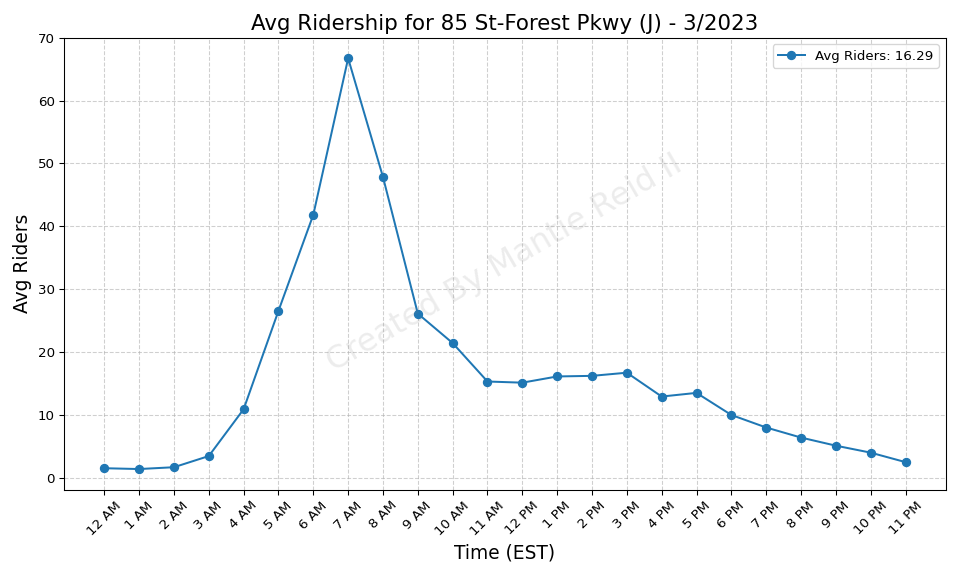 Avg Ridership for 85 St-Forest Pkwy (J) - 3/2023
Avg Riders: 16.29
70
60
50
40
30
20
10
0
Avg Riders
Created By Mantie Reid II
12 AM
1 AM
2 AM
3 AM
4 AM
5 AM
6 AM
7 AM
8 AM
9 AM
10 AM
11 AM
12 PM
1 PM
2 PM
3 PM
4 PM
5 PM
6 PM
7 PM
8 PM
9 PM
10 PM
11 PM
Time (EST)